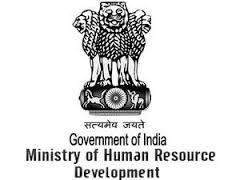 सत्यमेव जयते
Government of India
Ministry of Human Resource
Development